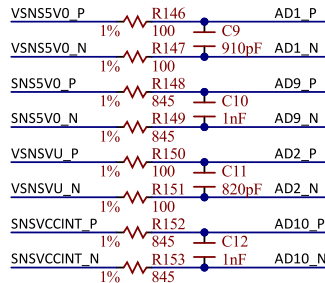 VSNS5V0_P R146 AD1_P
1% 100 C9
VSNS5V0_N R147 910pF AD1_N
1% 100
SNS5V0_P R148 AD9_P
1% 845 C10
SNS5V0_N R149 1nF AD9_N
1% 845
VSNSVU_P R150 AD2_P
1% 100 C11
VSNSVU_N R151 820pF AD2_N
1% 100
SNSVCCINT_P R152 AD10_P
1% 845 C12
SNSVCCINT_N R153 1nF AD10_N
1% 845